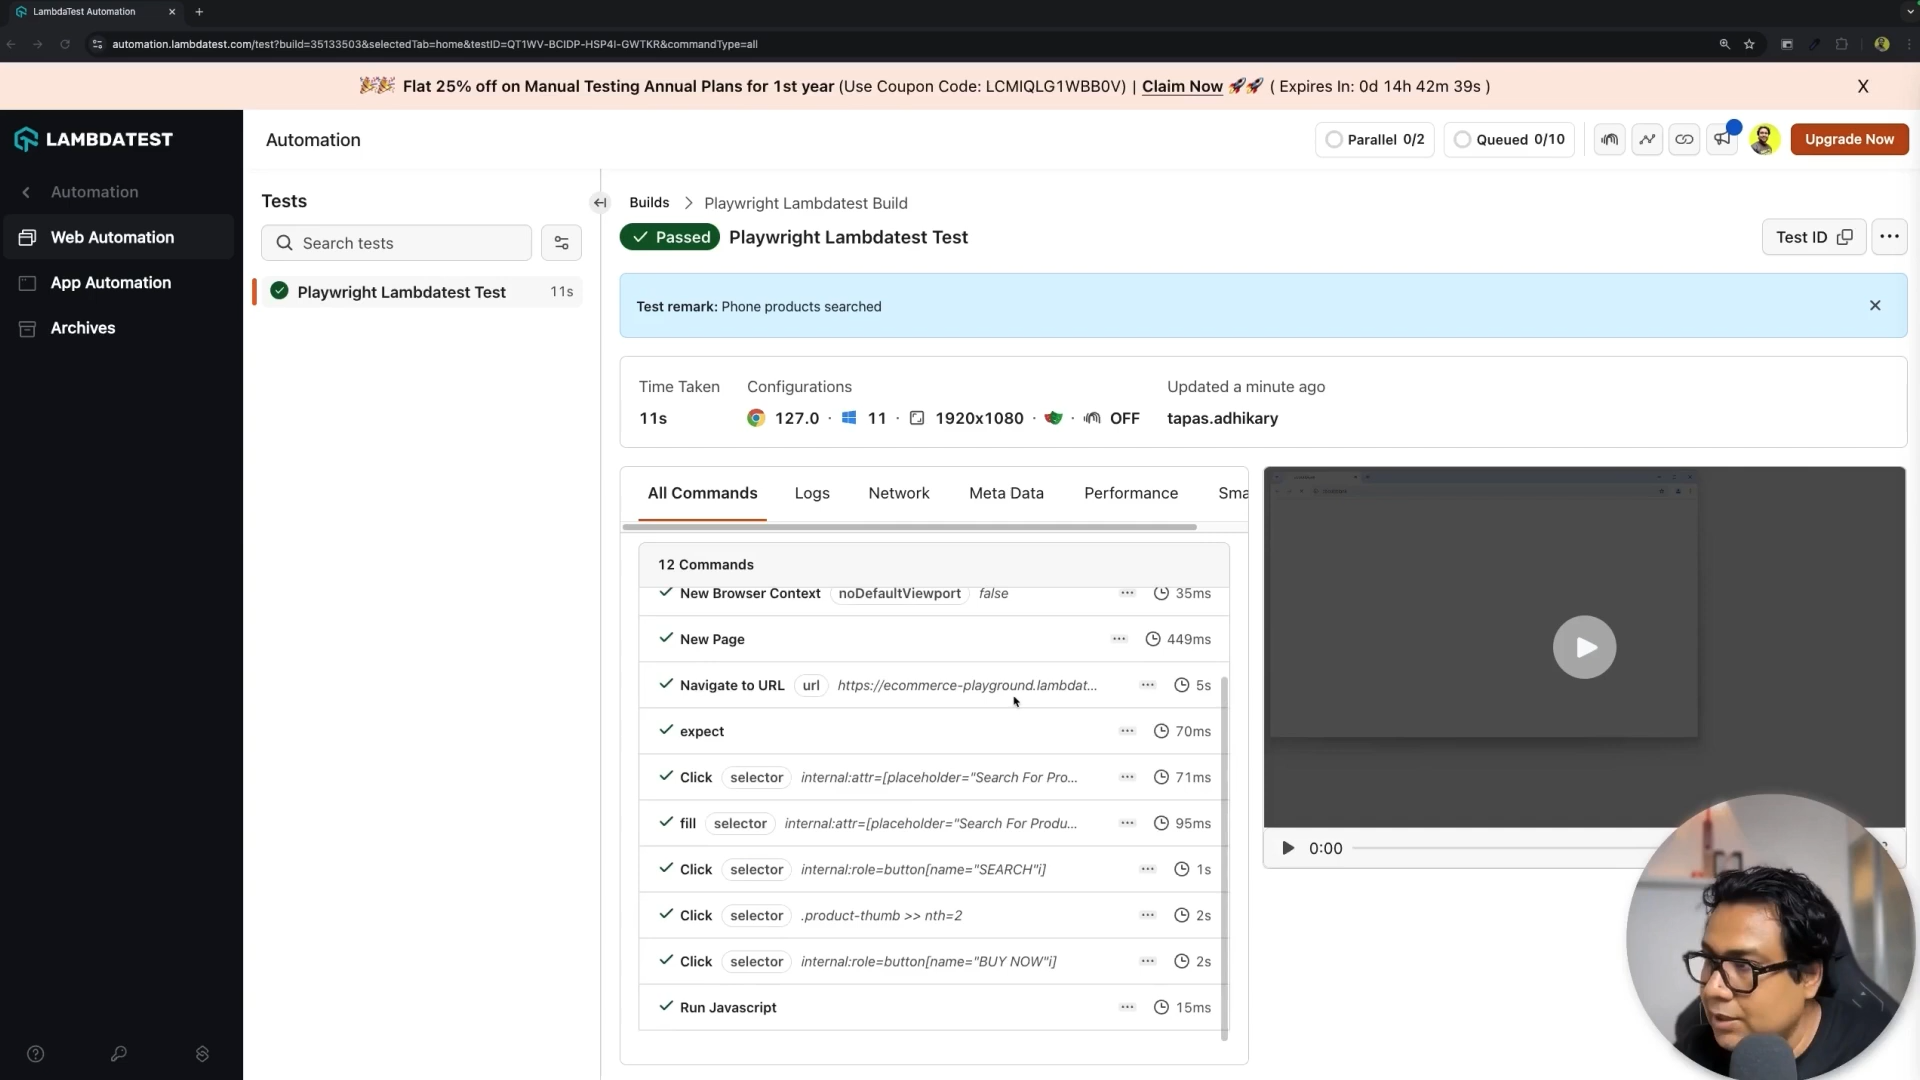 LambdaTest Automation
automation.lambdatest.com/test?build=35133503&selectedTab=home&testID=QT1WV-BCIDP-HSP4I-GWTKR&commandType=all
Flat 25% off on Manual Testing Annual Plans for 1st year (Use Coupon Code: LCMIQLG1WBB0V) | Claim Now ( Expires In: 0d 14h 42m 39s )
X
LAMBDATEST
Automation
Web Automation
App Automation
Archives
Automation
Parallel 0/2
Queued 0/10
Upgrade Now
Tests
Search tests
Playwright Lambdatest Test 11s
Builds > Playwright Lambdatest Build
Passed Playwright Lambdatest Test
Test ID
Test remark: Phone products searched
Time Taken
11s
Configurations
127.0 · 11 · 1920x1080 · · OFF
Updated a minute ago
tapas.adhikary
All Commands Logs Network Meta Data Performance Sma
12 Commands
New Browser Context noDefaultViewport false 35ms
New Page 449ms
Navigate to URL url https://ecommerce-playground.lambdat... 5s
expect 70ms
Click selector internal:attr=[placeholder="Search For Pro... 71ms
fill selector internal:attr=[placeholder="Search For Produ... 95ms
Click selector internal:role=button[name="SEARCH"i] 1s
Click selector .product-thumb >> nth=2 2s
Click selector internal:role=button[name="BUY NOW"i] 2s
Run Javascript 15ms
0:00